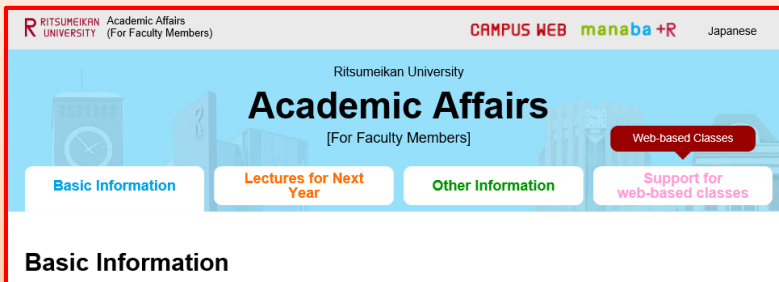 RITSUMEIKAN UNIVERSITY
Academic Affairs
(For Faculty Members)
CAMPUS WEB
manaba +R
Japanese
Ritsumeikan University
Academic Affairs
[For Faculty Members]
Web-based Classes
Basic Information
Lectures for Next
Year
Other Information
Support for
web-based classes
Basic Information